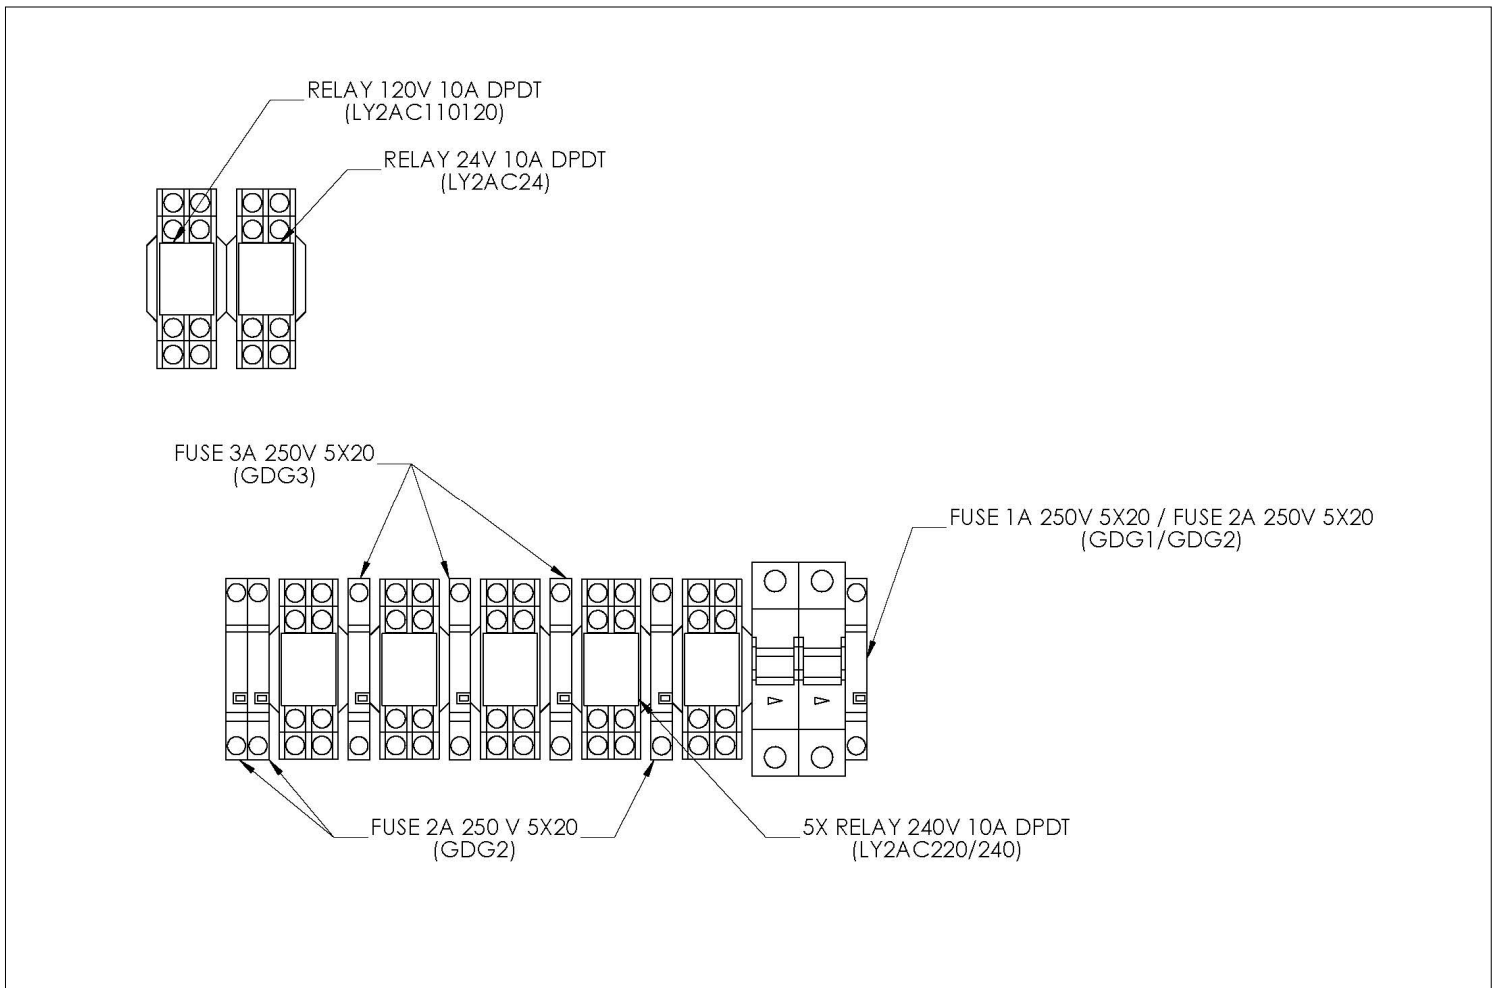 RELAY 120V 10A DPDT
(LY2AC110120)
RELAY 24V 10A DPDT
(LY2AC24)
FUSE 3A 250V 5X20
(GDG3)
FUSE 1A 250V 5X20 / FUSE 2A 250V 5X20
(GDG1/GDG2)
FUSE 2A 250 V 5X20
(GDG2)
5X RELAY 240V 10A DPDT
(LY2AC220/240)